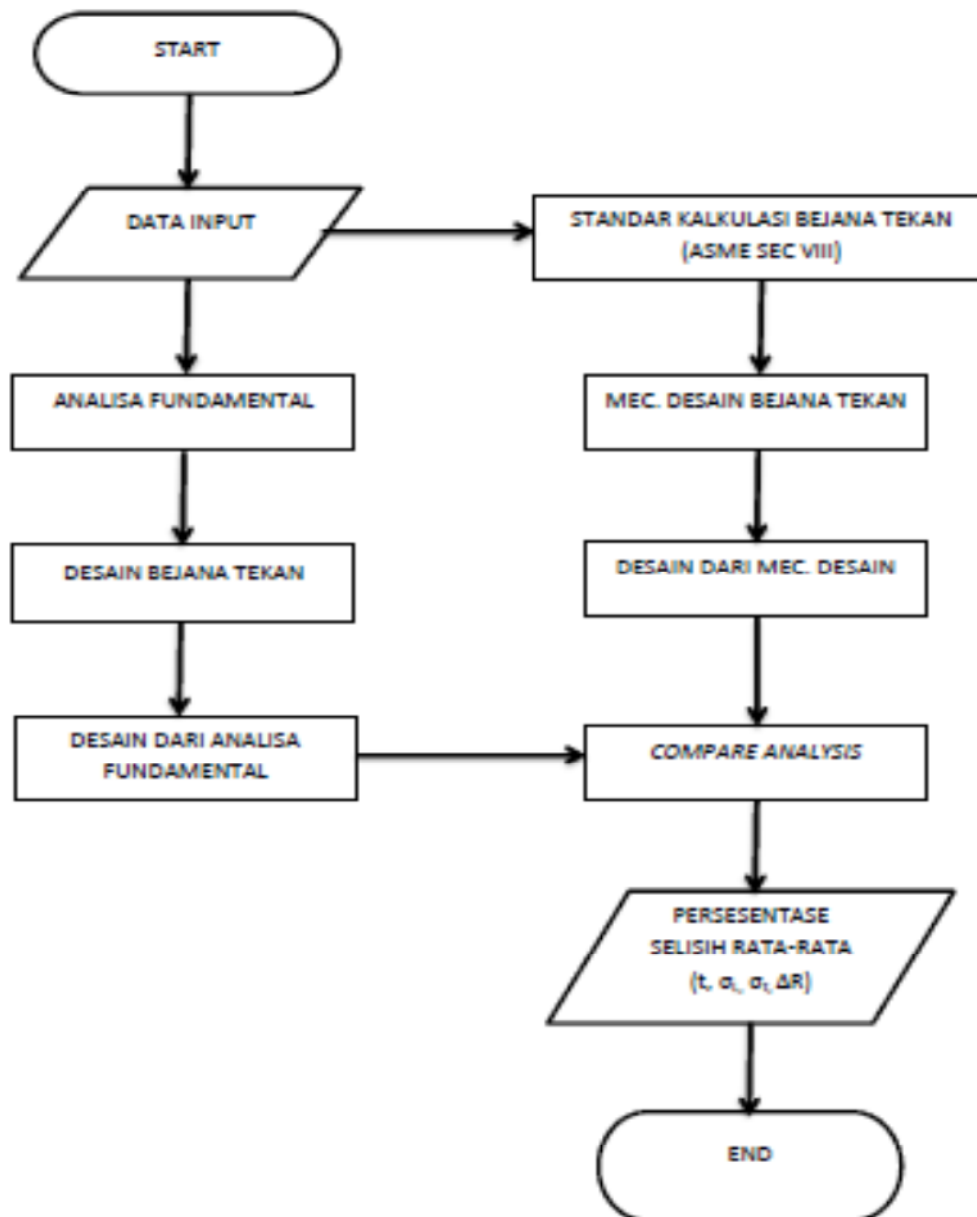 START
DATA INPUT
STANDAR KALKULASI BEJANA TEKAN
(ASME SEC VIII)
ANALISA FUNDAMENTAL
MEC. DESAIN BEJANA TEKAN
DESAIN BEJANA TEKAN
DESAIN DARI MEC. DESAIN
DESAIN DARI ANALISA
FUNDAMENTAL
COMPARE ANALYSIS
PERSESENTASE
SELISIH RATA-RATA
(t, σL, σt, ΔR)
END